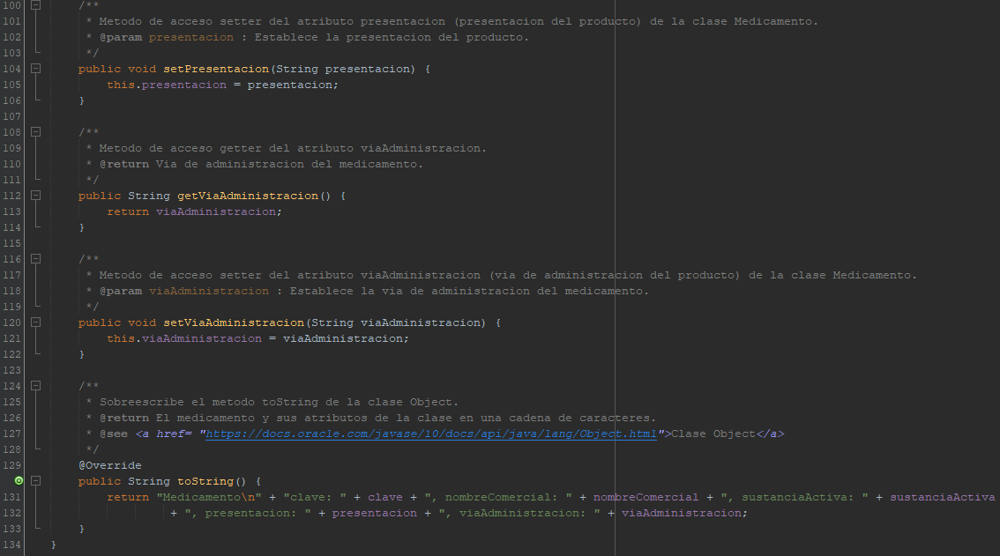 100 /**
101 * Metodo de acceso setter del atributo presentacion (presentacion del producto) de la clase Medicamento.
102 * @param presentacion : Establece la presentacion del producto.
103 */
104 public void setPresentacion(String presentacion) {
105 this.presentacion = presentacion;
106 }
107
108 /**
109 * Metodo de acceso getter del atributo viaAdministracion.
110 * @return Via de administracion del medicamento.
111 */
112 public String getViaAdministracion() {
113 return viaAdministracion;
114 }
115
116 /**
117 * Metodo de acceso setter del atributo viaAdministracion (via de administracion del producto) de la clase Medicamento.
118 * @param viaAdministracion : Establece la via de administracion del medicamento.
119 */
120 public void setViaAdministracion(String viaAdministracion) {
121 this.viaAdministracion = viaAdministracion;
122 }
123
124 /**
125 * Sobreescribe el metodo toString de la clase Object.
126 * @return El medicamento y sus atributos de la clase en una cadena de caracteres.
127 * @see <a href= "https://docs.oracle.com/javase/10/docs/api/java/lang/Object.html">Clase Object</a>
128 */
129 @Override
public String toString() {
131 return "Medicamento\n" + "clave: " + clave + ", nombreComercial: " + nombreComercial + ", sustanciaActiva: " + sustanciaActiva
132 + ", presentacion: " + presentacion + ", viaAdministracion: " + viaAdministracion;
133 }
134 }